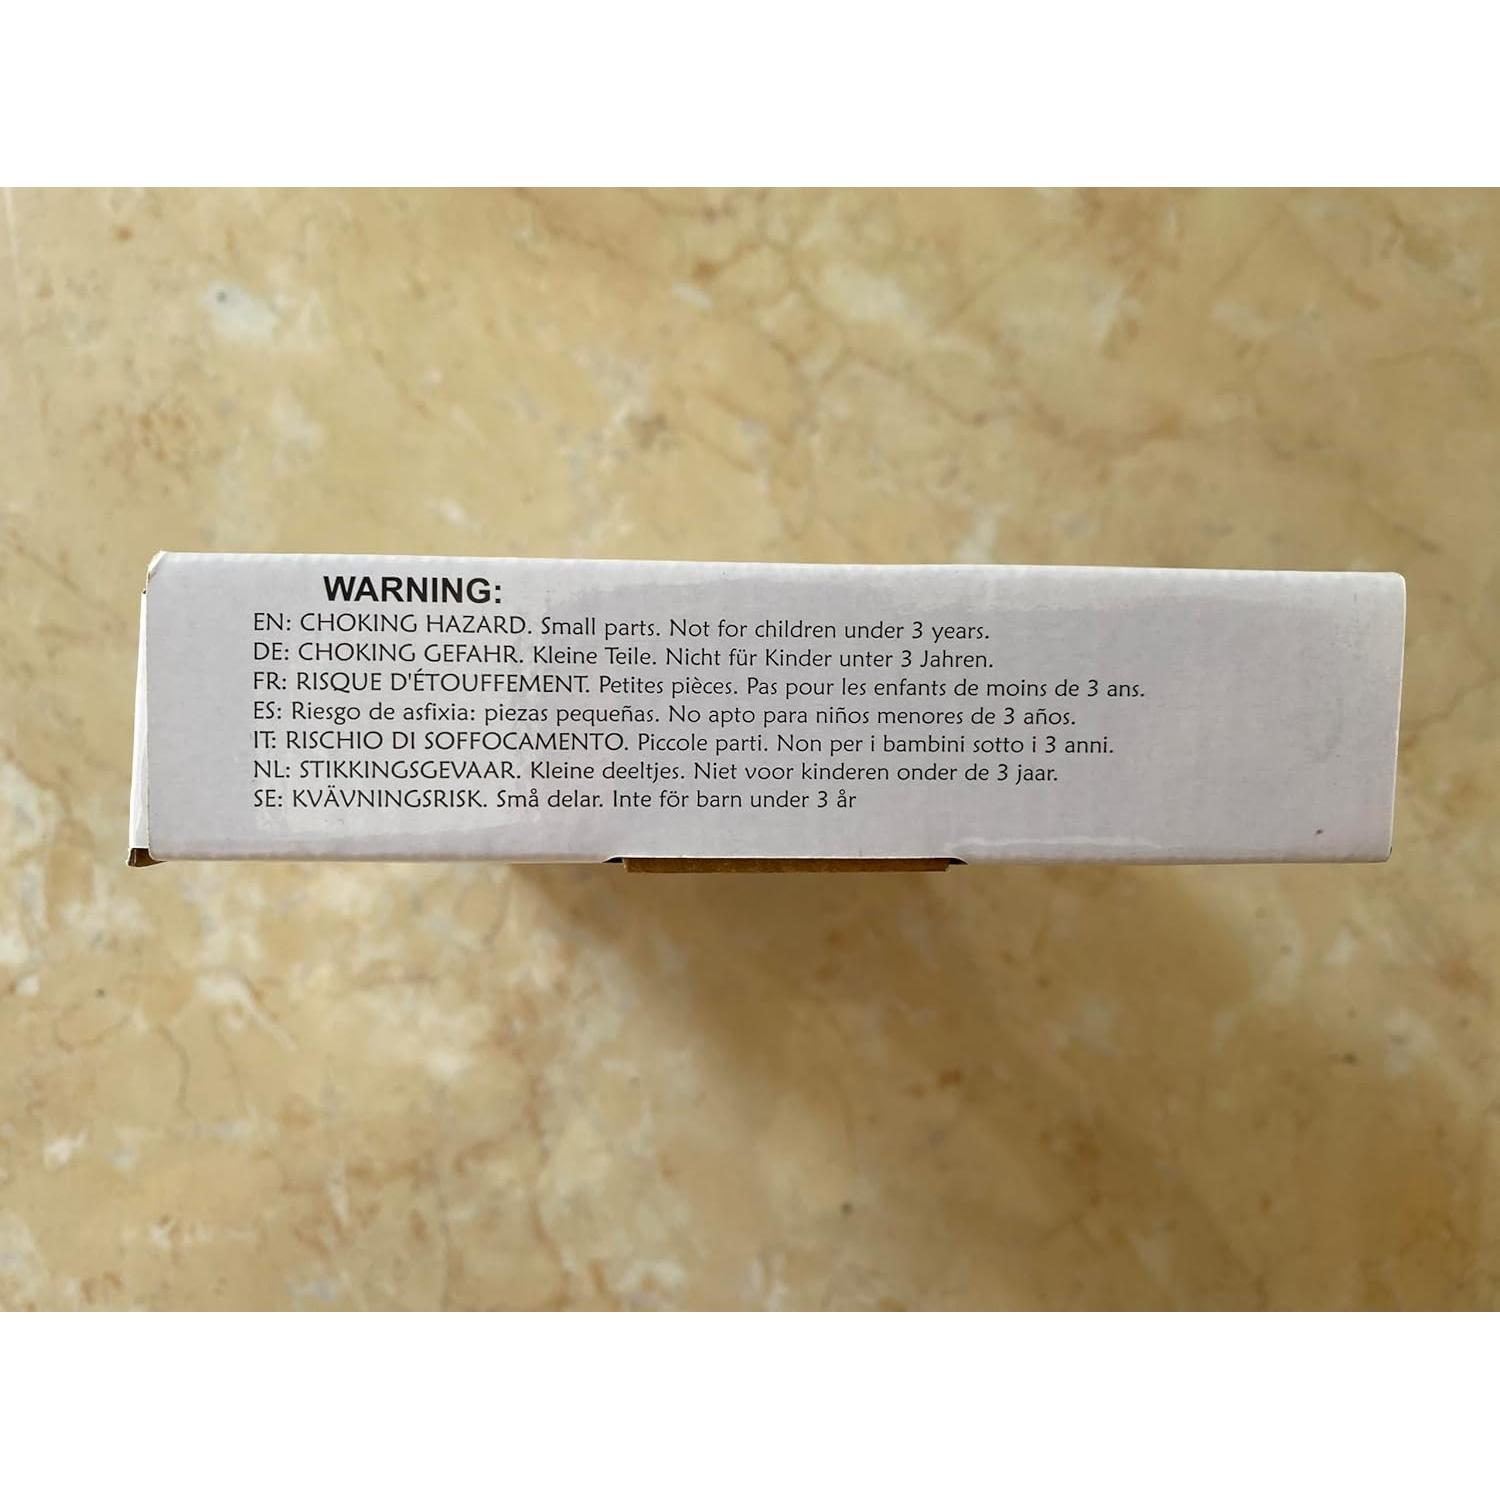 WARNING:
EN: CHOKING HAZARD. Small parts. Not for children under 3 years.
DE: CHOKING GEFAHR. Kleine Teile. Nicht für Kinder unter 3 Jahren.
FR: RISQUE D'ÉTOUFFEMENT. Petites pièces. Pas pour les enfants de moins de 3 ans.
ES: Riesgo de asfixia: piezas pequeñas. No apto para niños menores de 3 años.
IT: RISCHIO DI SOFFOCAMENTO. Piccole parti. Non per i bambini sotto i 3 anni.
NL: STIKKINGSGEVAAR. Kleine deeltjes. Niet voor kinderen onder de 3 jaar.
SE: KVÄVNINGSRISK. Små delar. Inte för barn under 3 år